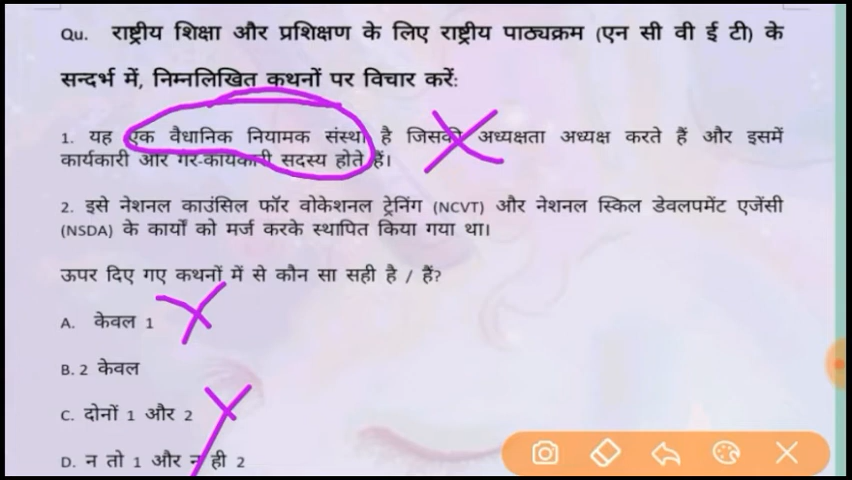 Qu. राष्ट्रीय शिक्षा और प्रशिक्षण के लिए राष्ट्रीय पाठ्यक्रम (एन सी वी ई टी) के
सन्दर्भ में, निम्नलिखित कथनों पर विचार करें:
1. यह एक वैधानिक नियामक संस्था है जिसकी अध्यक्षता अध्यक्ष करते हैं और इसमें
कार्यकारी और गैर-कार्यकारी सदस्य होते हैं।
2. इसे नेशनल काउंसिल फॉर वोकेशनल ट्रेनिंग (NCVT) और नेशनल स्किल डेवलपमेंट एजेंसी
(NSDA) के कार्यों को मर्ज करके स्थापित किया गया था।
ऊपर दिए गए कथनों में से कौन सा सही है / हैं?
A. केवल 1
B. 2 केवल
C. दोनों 1 और 2
D. न तो 1 और न ही 2